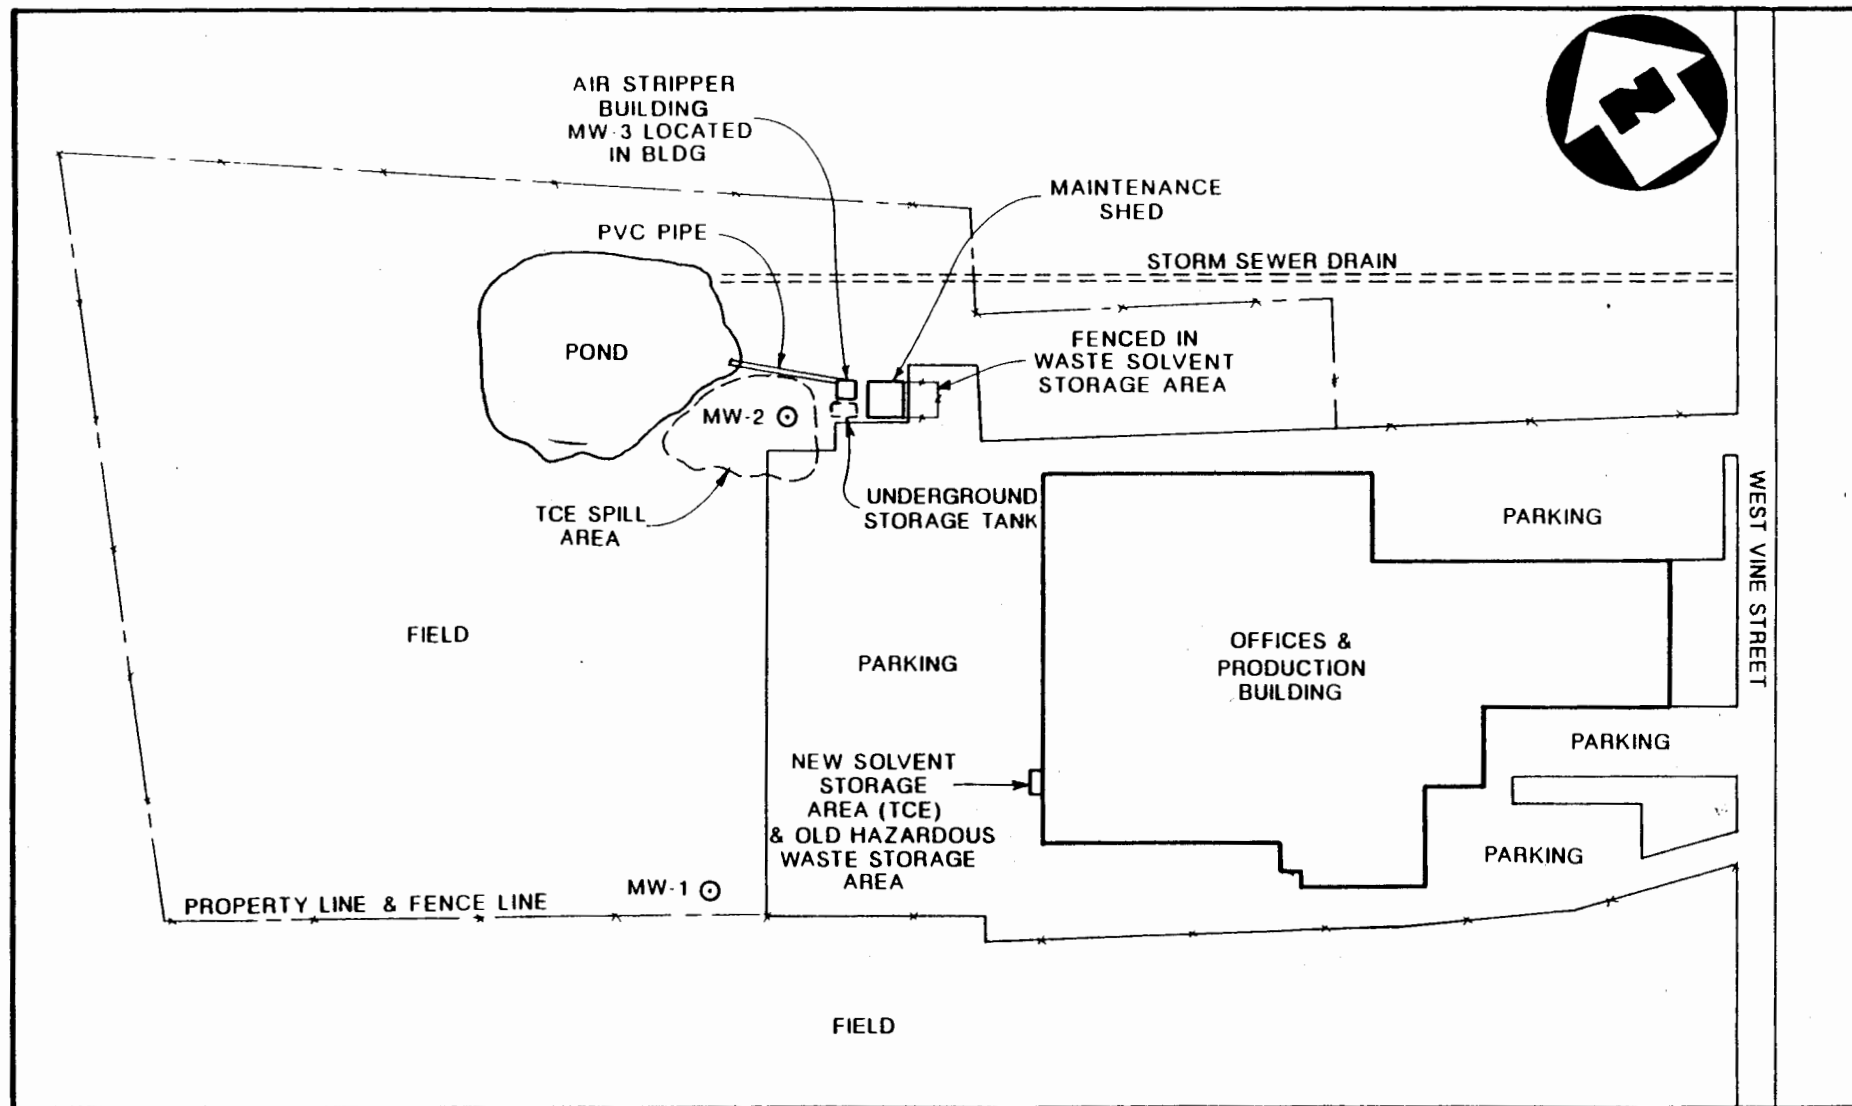 AIR STRIPPER
BUILDING
MW-3 LOCATED
IN BLDG
N
MAINTENANCE
SHED
PVC PIPE
STORM SEWER DRAIN
POND
FENCED IN
WASTE SOLVENT
STORAGE AREA
MW-2
UNDERGROUND
STORAGE TANK
TCE SPILL
AREA
PARKING
WEST VINE STREET
FIELD
PARKING
OFFICES &
PRODUCTION
BUILDING
PARKING
NEW SOLVENT
STORAGE
AREA (TCE)
& OLD HAZARDOUS
WASTE STORAGE
AREA
PARKING
MW-1
PROPERTY LINE & FENCE LINE
FIELD